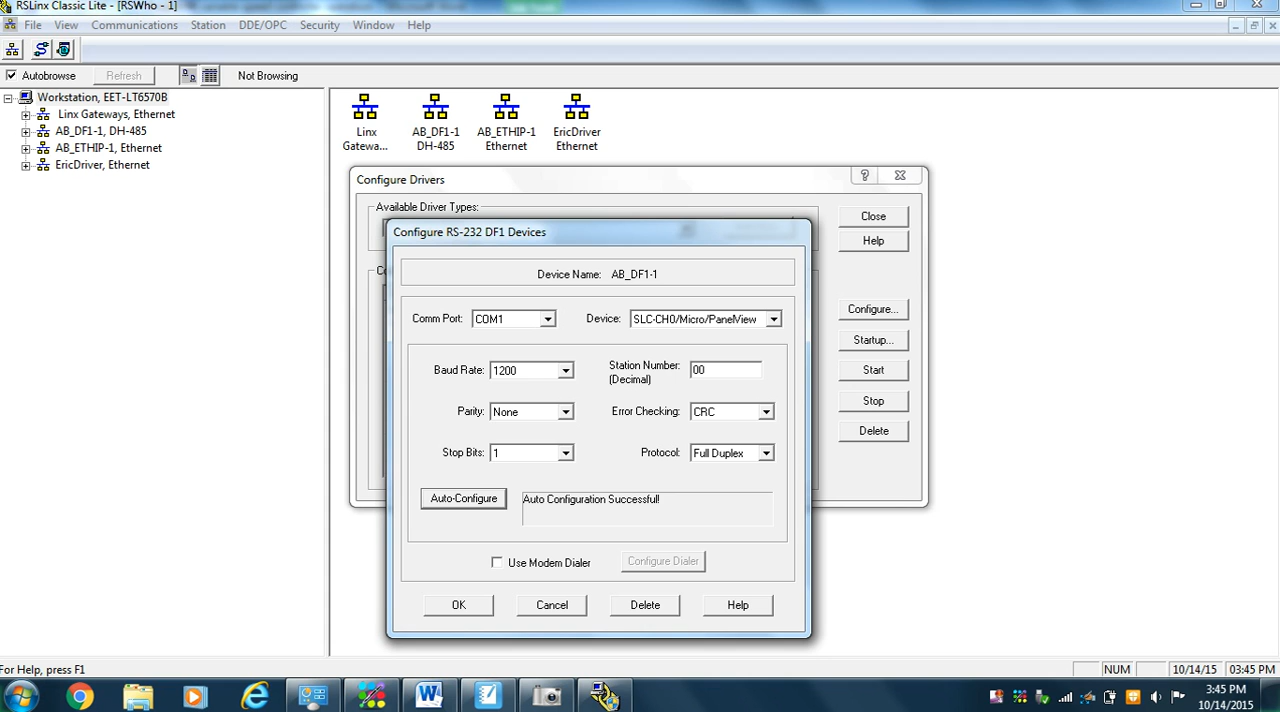 RSLinx Classic Lite - [RSWho - 1]
File View Communications Station DDE/OPC Security Window Help
Autobrowse Refresh Not Browsing
Workstation, EET-LT6570B
Linx Gateways, Ethernet
AB_DF1-1, DH-485
AB_ETHIP-1, Ethernet
EricDriver, Ethernet
Linx
Gatewa...
AB_DF1-1
DH-485
AB_ETHIP-1
Ethernet
EricDriver
Ethernet
Configure Drivers
Available Driver Types:
Close
Help
Configure...
Startup...
Start
Stop
Delete
Configure RS-232 DF1 Devices
Device Name: AB_DF1-1
Comm Port: COM1 Device: SLC-CH0/Micro/PanelView
Baud Rate: 1200 Station Number: 00
(Decimal)
Parity: None Error Checking: CRC
Stop Bits: 1 Protocol: Full Duplex
Auto-Configure Auto Configuration Successful!
Use Modem Dialer Configure Dialer
OK Cancel Delete Help
For Help, press F1 NUM 10/14/15 03:45 PM
3:45 PM
10/14/2015